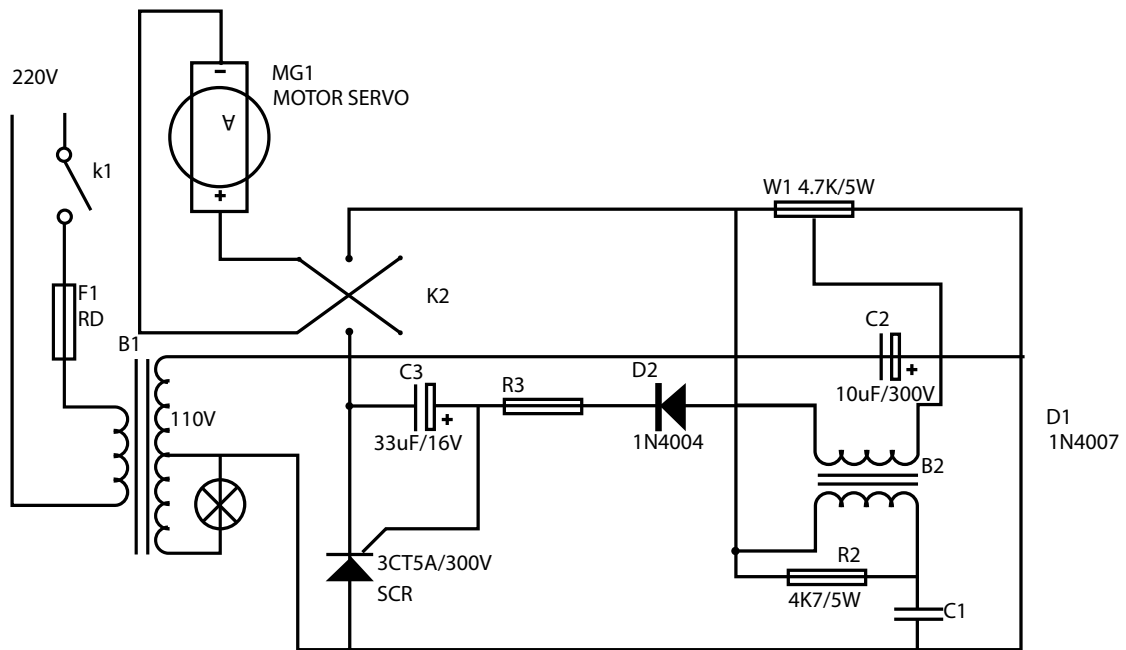 220V
k1
F1
RD
B1
110V
MG1
MOTOR SERVO
A
K2
W1 4.7K/5W
C2
10uF/300V
C3
33uF/16V
R3
D2
1N4004
D1
1N4007
B2
R2
4K7/5W
C1
3CT5A/300V
SCR